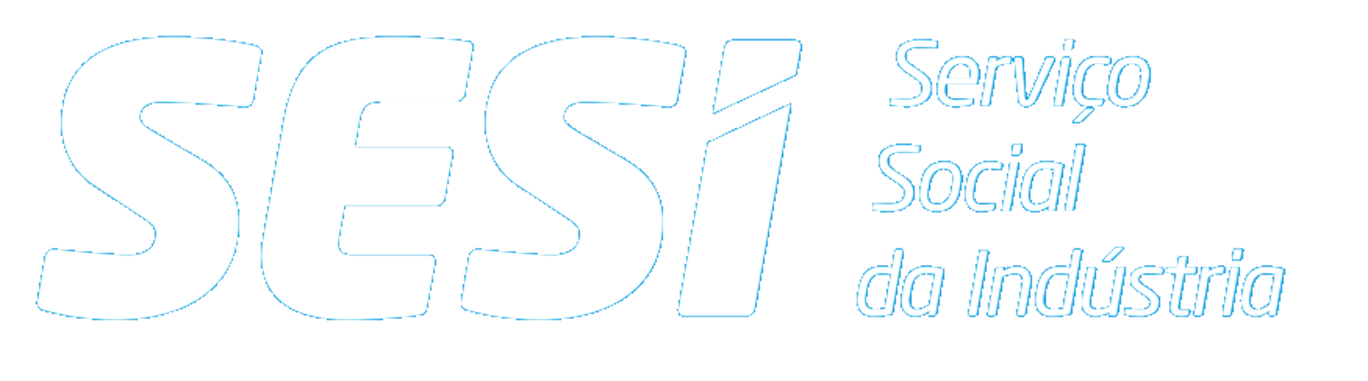 SESI
Serviço
Social
da Indústria